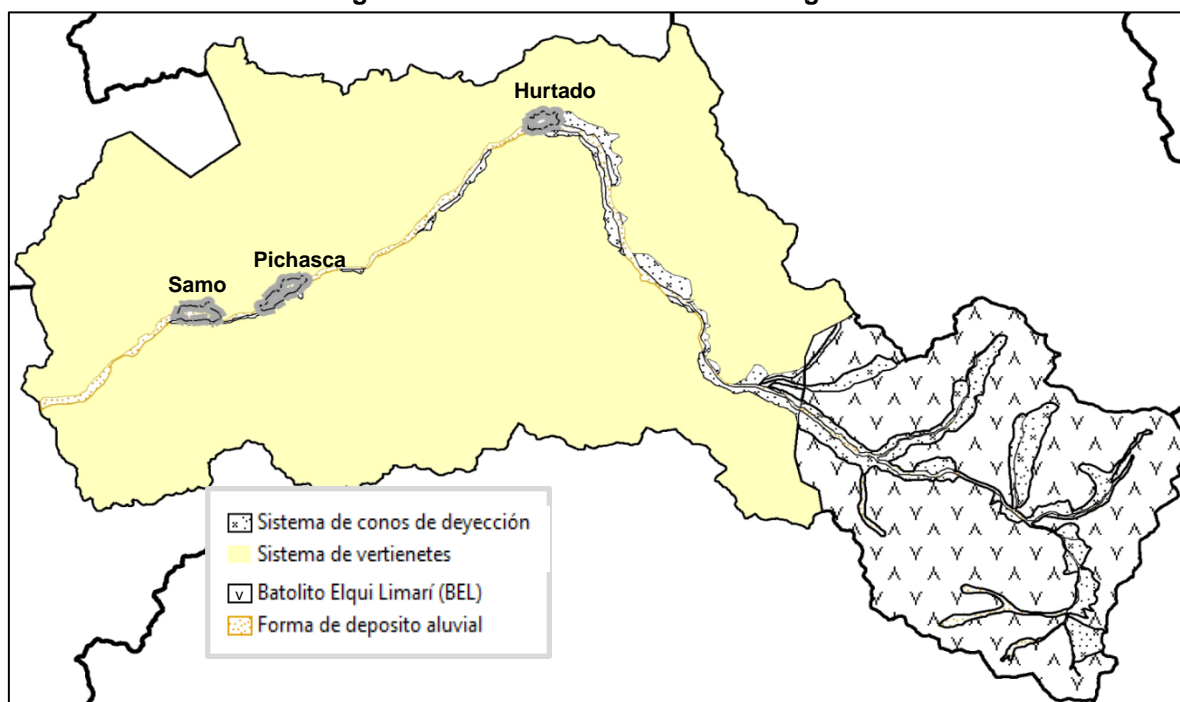 Hurtado
Pichasca
Samo
Sistema de conos de deyección
Sistema de vertienetes
Batolito Elqui Limarí (BEL)
Forma de deposito aluvial